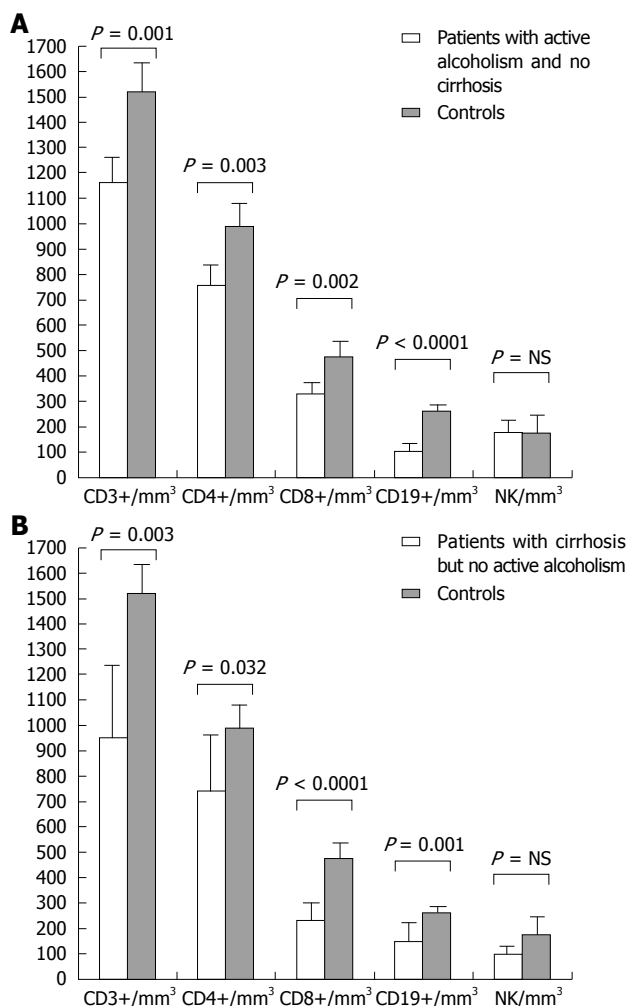 A
1700
1600
1500
1400
1300
1200
1100
1000
900
800
700
600
500
400
300
200
100
0
P = 0.001
P = 0.003
P = 0.002
P < 0.0001
P = NS
Patients with active
alcoholism and no
cirrhosis
Controls
CD3+/mm³ CD4+/mm³ CD8+/mm³ CD19+/mm³ NK/mm³
B
1700
1600
1500
1400
1300
1200
1100
1000
900
800
700
600
500
400
300
200
100
0
P = 0.003
P = 0.032
P < 0.0001
P = 0.001
P = NS
Patients with cirrhosis
but no active alcoholism
Controls
CD3+/mm³ CD4+/mm³ CD8+/mm³ CD19+/mm³ NK/mm³